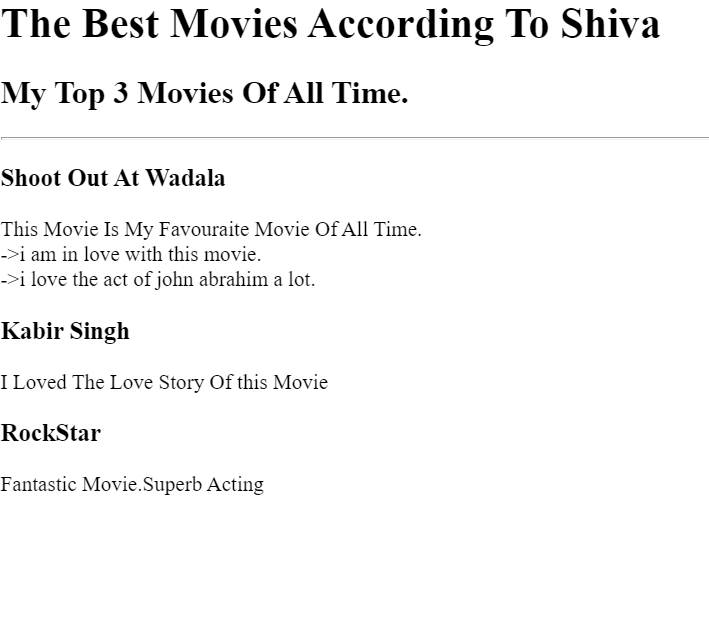 The Best Movies According To Shiva
My Top 3 Movies Of All Time.
Shoot Out At Wadala
This Movie Is My Favouraite Movie Of All Time.
->i am in love with this movie.
->i love the act of john abrahim a lot.
Kabir Singh
I Loved The Love Story Of this Movie
RockStar
Fantastic Movie.Superb Acting